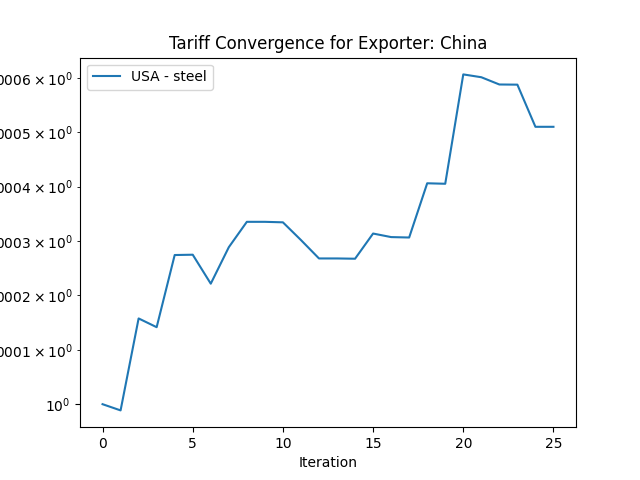 Tariff Convergence for Exporter: China
USA - steel
0006 × 10⁰
0005 × 10⁰
0004 × 10⁰
0003 × 10⁰
0002 × 10⁰
0001 × 10⁰
10⁰
0 5 10 15 20 25
Iteration